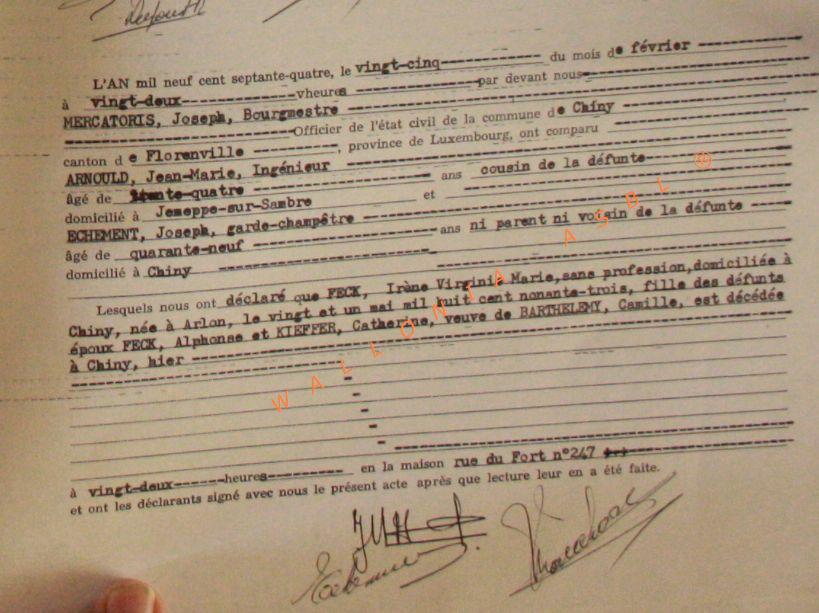 L'AN mil neuf cent septante-quatre, le vingt-cinq du mois de février
à vingt-deux vheures par devant nous
MERCATORIS, Joseph, Bourgmestre
Officier de l'état civil de la commune de Chiny
canton d e Florenville , province de Luxembourg, ont comparu
ARNOULD, Jean-Marie, Ingénieur
âgé de trente-quatre ans cousin de la défunte
domicilié à Jemeppe-sur-Sambre et
ECHEMENT, Joseph, garde-champêtre
âgé de quarante-neuf ans ni parent ni voisin de la défunte
domicilié à Chiny
Lesquels nous ont déclaré que FECK, Irène Virginie Marie,sans profession,domiciliée à
Chiny, née à Arlon, le vingt et un mai mil huit cent nonante-trois, fille des défunts
époux FECK, Alphonse et KIEFFER, Catherine, veuve de BARTHELEMY, Camille, est décédée
à Chiny, hier
à vingt-deux heures en la maison rue du Fort n°247
et ont les déclarants signé avec nous le présent acte après que lecture leur en a été faite.
WALLONIA ASBL ©